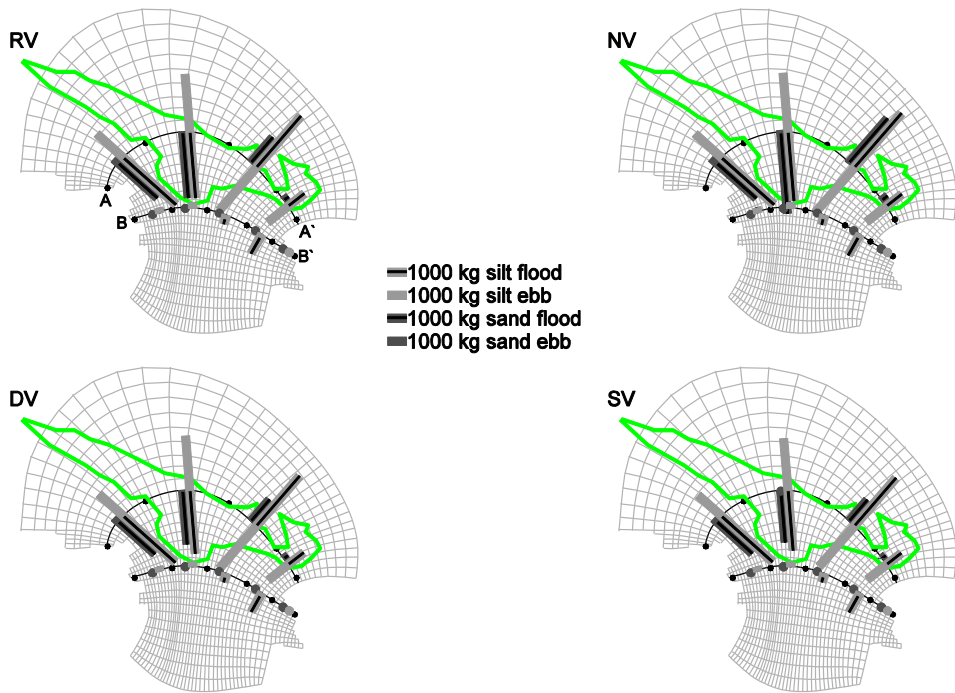 RV
NV
A
B
A`
B`
1000 kg silt flood
1000 kg silt ebb
1000 kg sand flood
1000 kg sand ebb
DV
SV